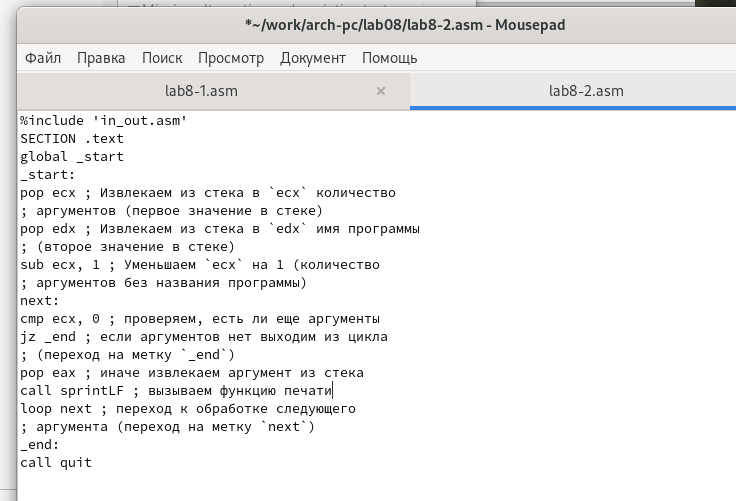 *~/work/arch-pc/lab08/lab8-2.asm - Mousepad
Файл Правка Поиск Просмотр Документ Помощь
lab8-1.asm × lab8-2.asm
%include 'in_out.asm'
SECTION .text
global _start
_start:
pop ecx ; Извлекаем из стека в `ecx` количество
; аргументов (первое значение в стеке)
pop edx ; Извлекаем из стека в `edx` имя программы
; (второе значение в стеке)
sub ecx, 1 ; Уменьшаем `ecx` на 1 (количество
; аргументов без названия программы)
next:
cmp ecx, 0 ; проверяем, есть ли еще аргументы
jz _end ; если аргументов нет выходим из цикла
; (переход на метку `_end`)
pop eax ; иначе извлекаем аргумент из стека
call sprintLF ; вызываем функцию печати
loop next ; переход к обработке следующего
; аргумента (переход на метку `next`)
_end:
call quit